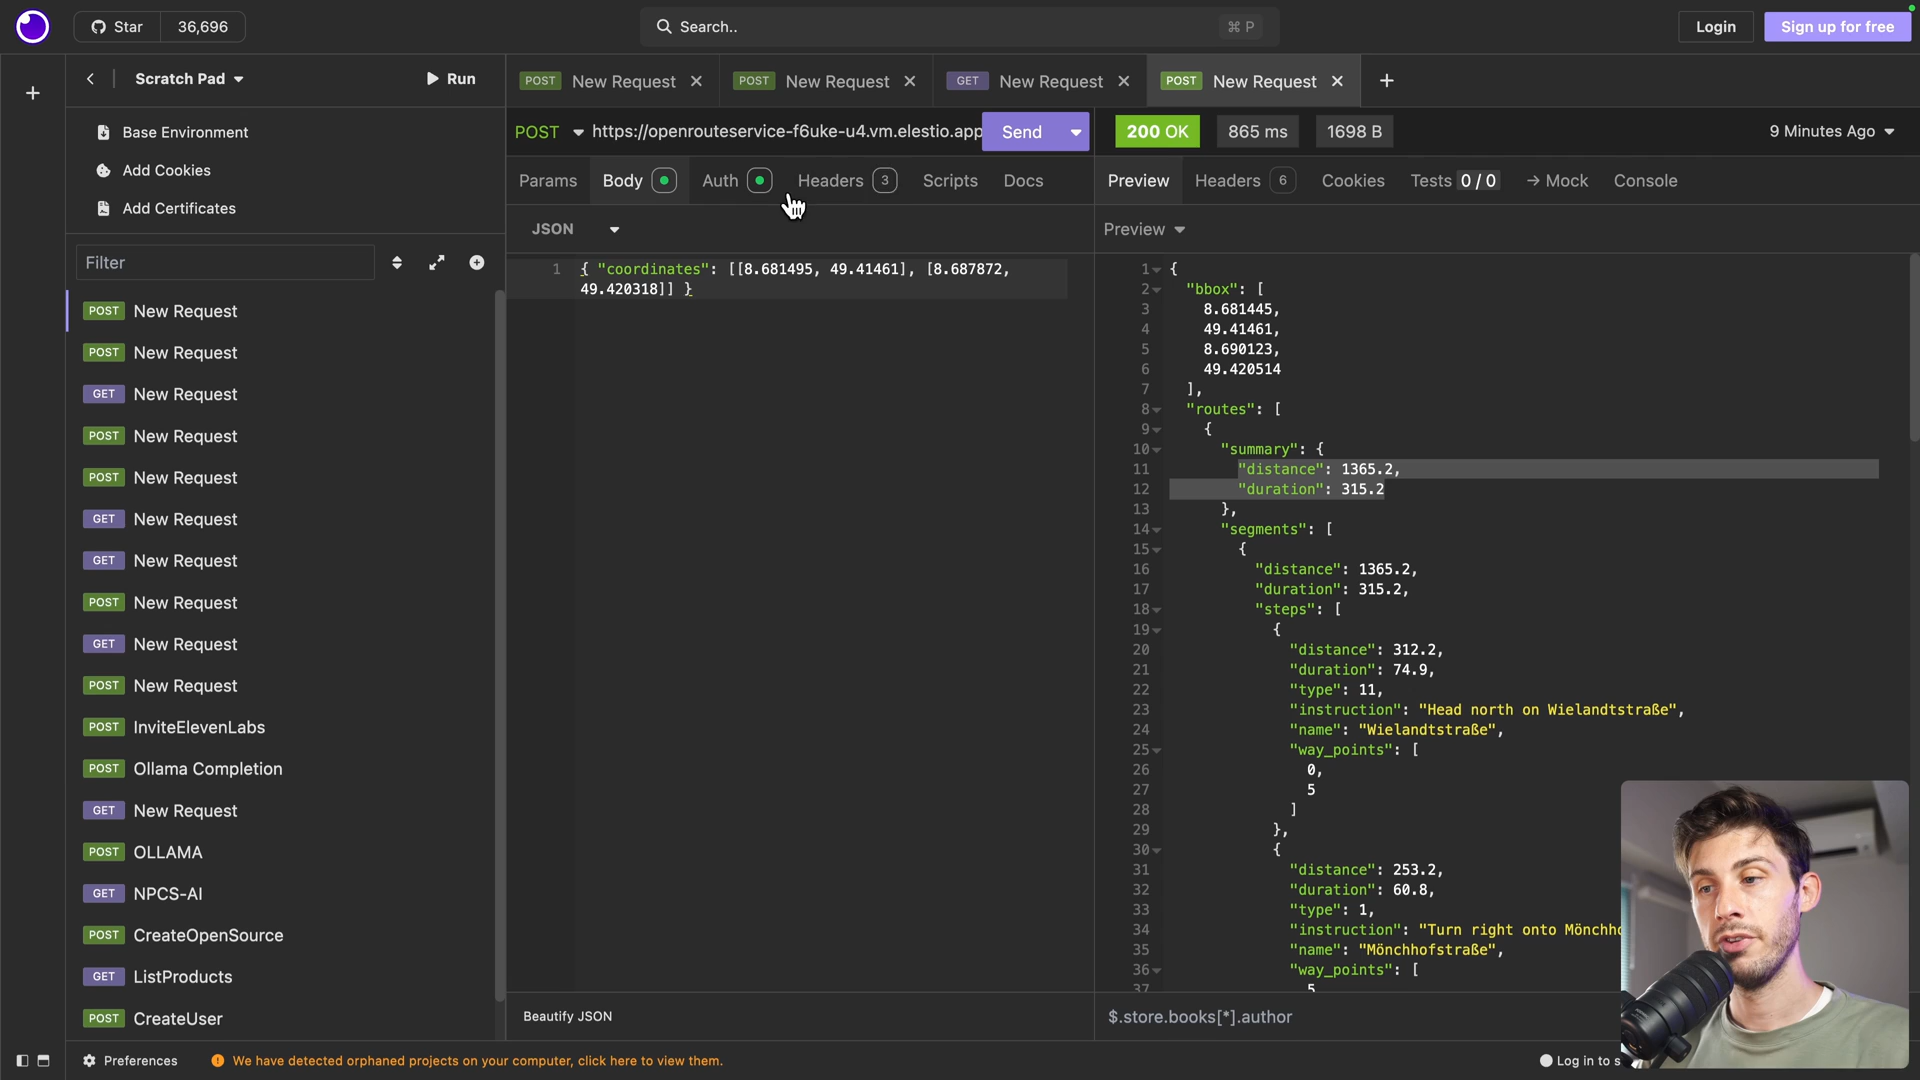 Star 36,696
Search.. ⌘ P
Login Sign up for free
Scratch Pad Run
POST New Request POST New Request GET New Request POST New Request
POST https://openrouteservice-f6uke-u4.vm.elestio.app Send
200 OK 865 ms 1698 B 9 Minutes Ago
Base Environment
Add Cookies
Add Certificates
Params Body Auth Headers 3 Scripts Docs
Preview Headers 6 Cookies Tests 0 / 0 → Mock Console
JSON
Preview
Filter
POST New Request
POST New Request
GET New Request
POST New Request
POST New Request
GET New Request
GET New Request
POST New Request
GET New Request
POST New Request
POST InviteElevenLabs
POST Ollama Completion
GET New Request
POST OLLAMA
GET NPCS-AI
POST CreateOpenSource
GET ListProducts
POST CreateUser
1 { "coordinates": [[8.681495, 49.41461], [8.687872,
49.420318]] }
1 {
2 "bbox": [
3 8.681445,
4 49.41461,
5 8.690123,
6 49.420514
7 ],
8 "routes": [
9 {
10 "summary": {
11 "distance": 1365.2,
12 "duration": 315.2
13 },
14 "segments": [
15 {
16 "distance": 1365.2,
17 "duration": 315.2,
18 "steps": [
19 {
20 "distance": 312.2,
21 "duration": 74.9,
22 "type": 11,
23 "instruction": "Head north on Wielandtstraße",
24 "name": "Wielandtstraße",
25 "way_points": [
26 0,
27 5
28 ]
29 },
30 {
31 "distance": 253.2,
32 "duration": 60.8,
33 "type": 1,
34 "instruction": "Turn right onto Mönchh
35 "name": "Mönchhofstraße",
36 "way_points": [
37 5
Beautify JSON
$.store.books[*].author
Preferences
We have detected orphaned projects on your computer, click here to view them.
Log in to s